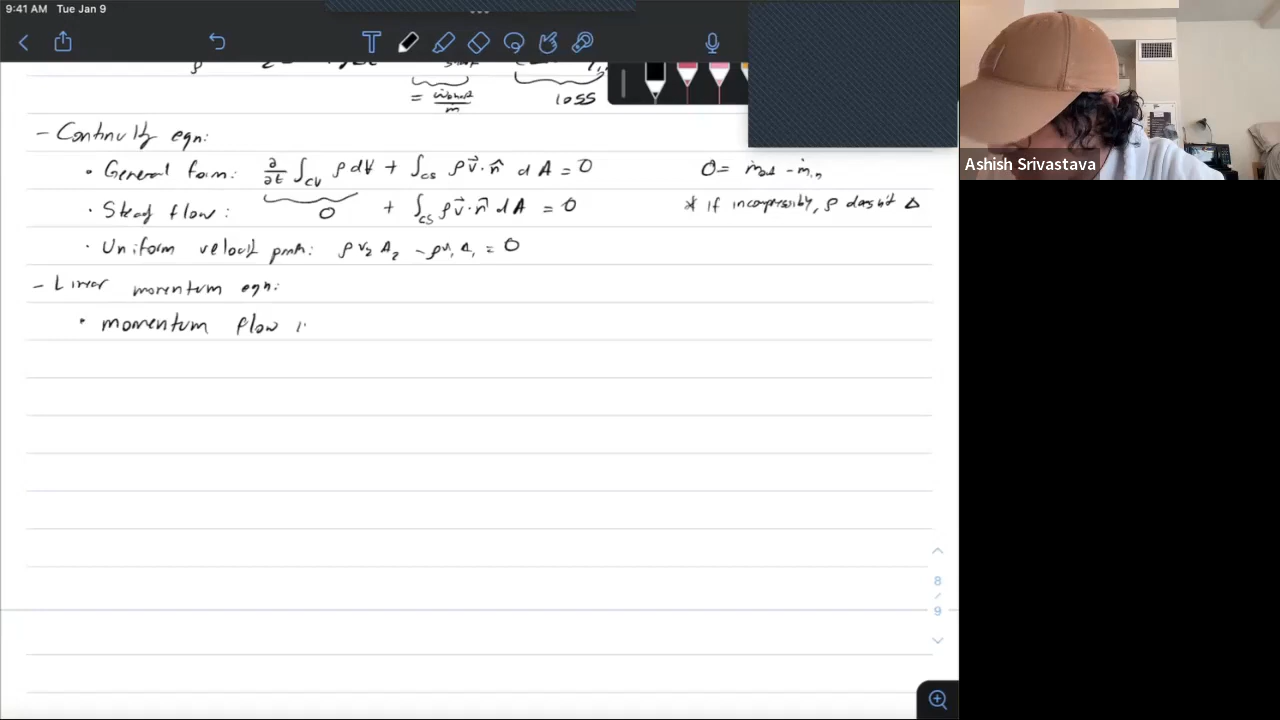 9:41 AM Tue Jan 9
Ashish Srivastava
loss
= ẇshaft/ṁ
- Continuity eqn:
• General form: ∂/∂t ∫cv ρ dV + ∫cs ρ v⃗ · n̂ dA = 0 0 = ṁout - ṁin
• Steady flow: 0 + ∫cs ρ v⃗ · n̂ dA = 0 * if incompressibly, ρ doesn't Δ
• Uniform velocity : ρ v₂ A₂ - ρ v₁ A₁ = 0
- Linear momentum eqn:
• momentum flow
8
/
9